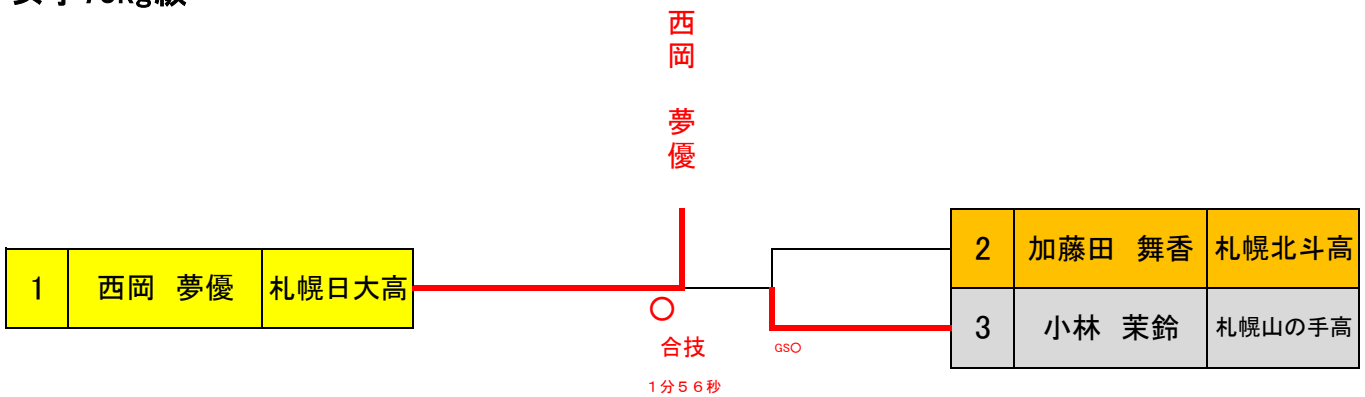 西岡 夢優
1 西岡 夢優 札幌日大高
2 加藤田 舞香 札幌北斗高
3 小林 茉鈴 札幌山の手高
○
合技
GS○
1分56秒